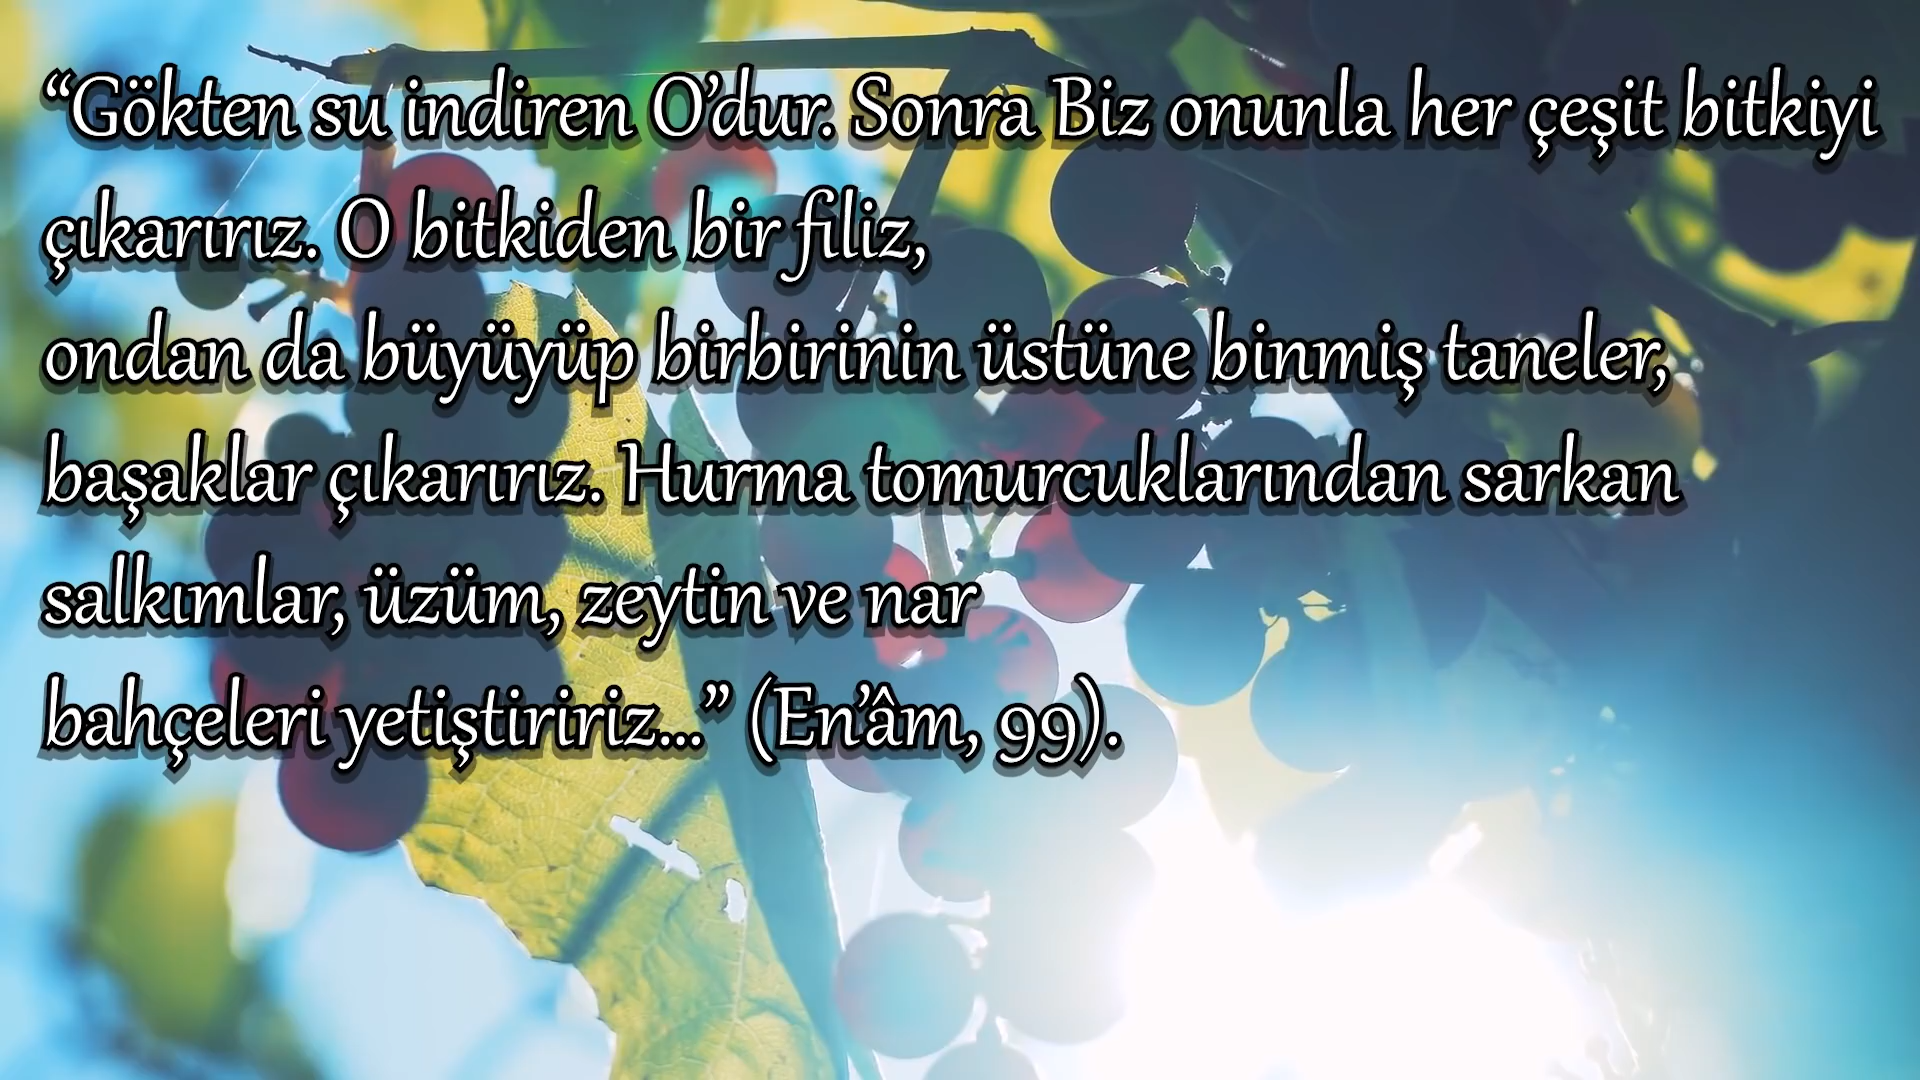 “Gökten su indiren O’dur. Sonra Biz onunla her çeşit bitkiyi
çıkarırız. O bitkiden bir filiz,
ondan da büyüyüp birbirinin üstüne binmiş taneler,
başaklar çıkarırız. Hurma tomurcuklarından sarkan
salkımlar, üzüm, zeytin ve nar
bahçeleri yetiştiririz...” (En’âm, 99).